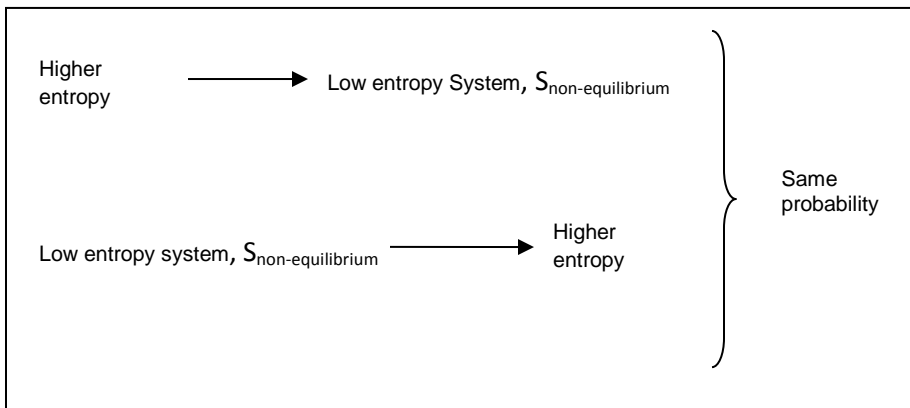 Higher
entropy
Low entropy System, Snon-equilibrium
Same
probability
Low entropy system, Snon-equilibrium
Higher
entropy